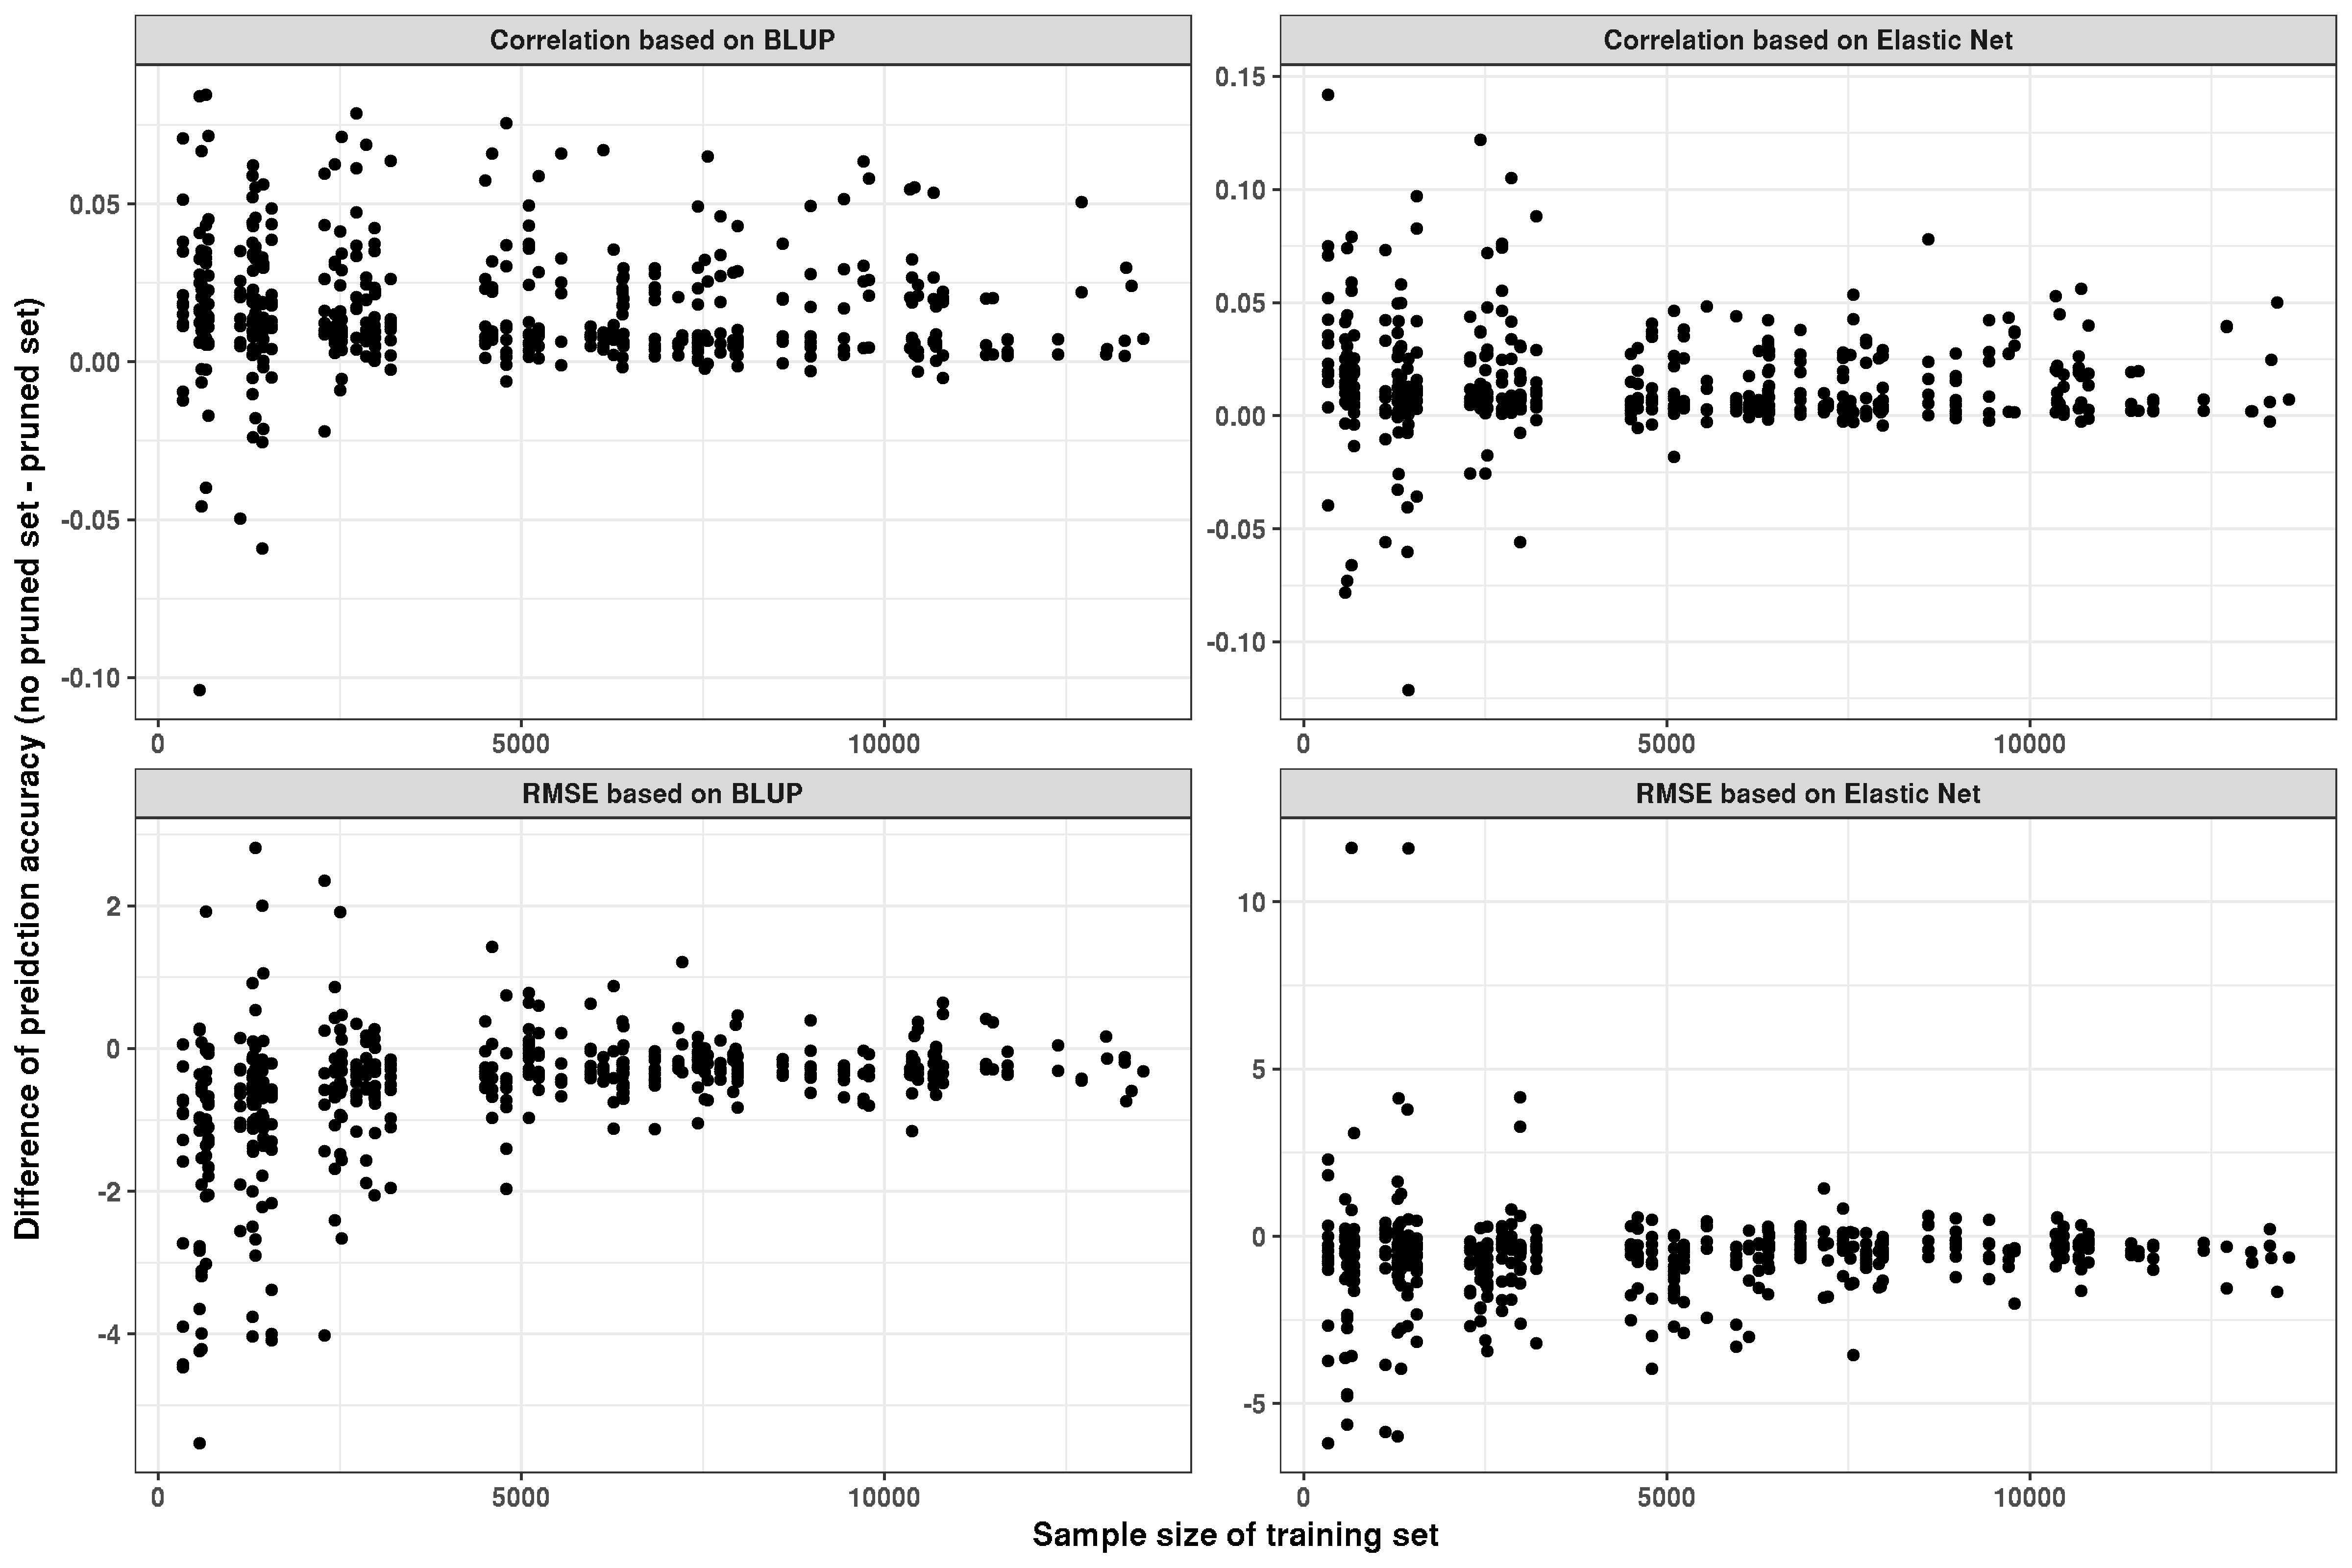 Correlation based on BLUP
Correlation based on Elastic Net
0.05
0.00
-0.05
-0.10
0 5000 10000
0.15
0.10
0.05
0.00
-0.05
-0.10
0 5000 10000
RMSE based on BLUP
RMSE based on Elastic Net
2
0
-2
-4
0 5000 10000
10
5
0
-5
0 5000 10000
Difference of preidction accuracy (no pruned set - pruned set)
Sample size of training set